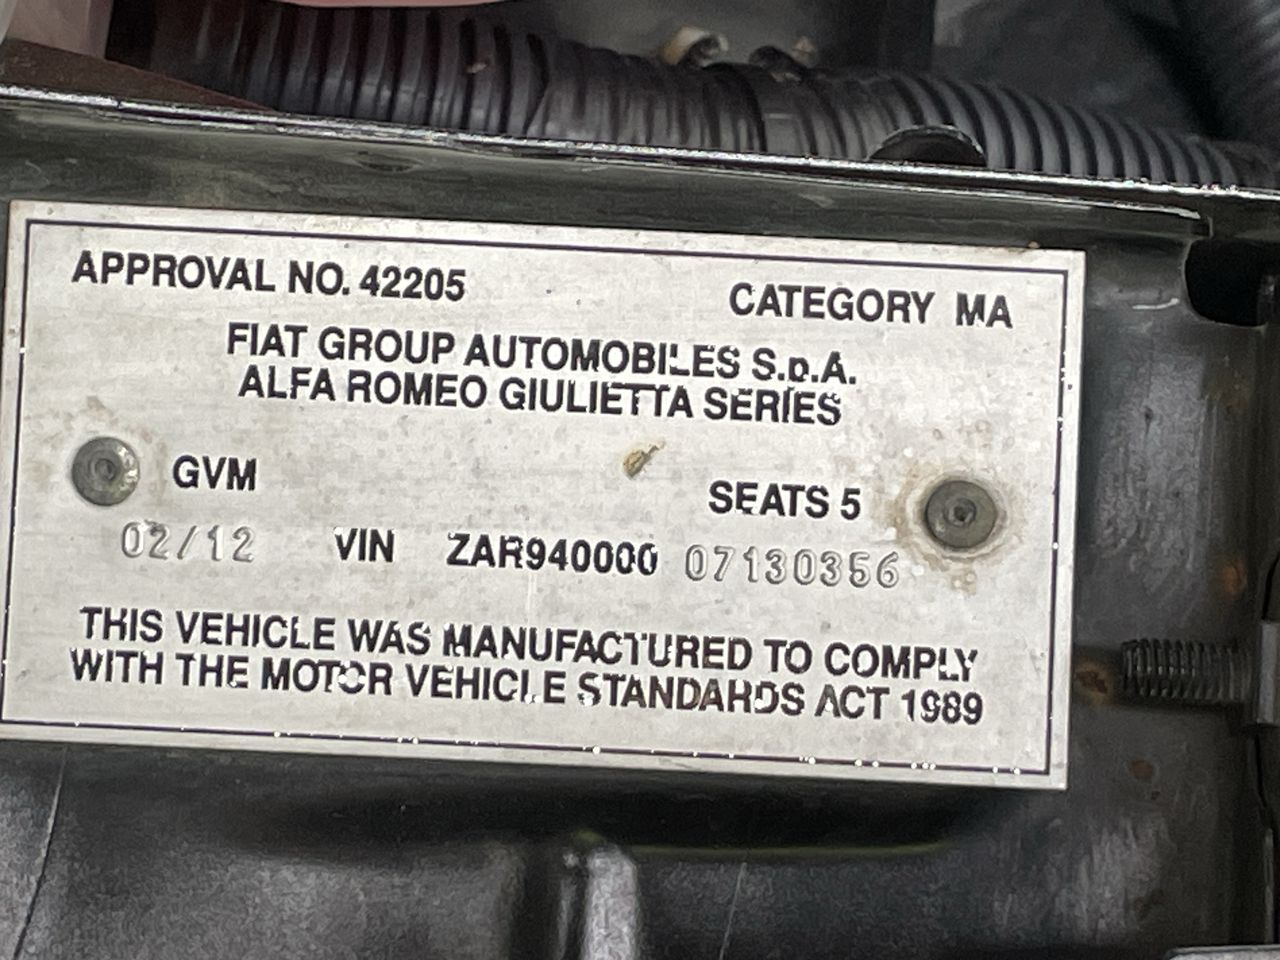 APPROVAL NO. 42205 CATEGORY MA
FIAT GROUP AUTOMOBILES S.p.A.
ALFA ROMEO GIULIETTA SERIES
GVM SEATS 5
02/12 VIN ZAR940000 07130356
THIS VEHICLE WAS MANUFACTURED TO COMPLY
WITH THE MOTOR VEHICLE STANDARDS ACT 1989